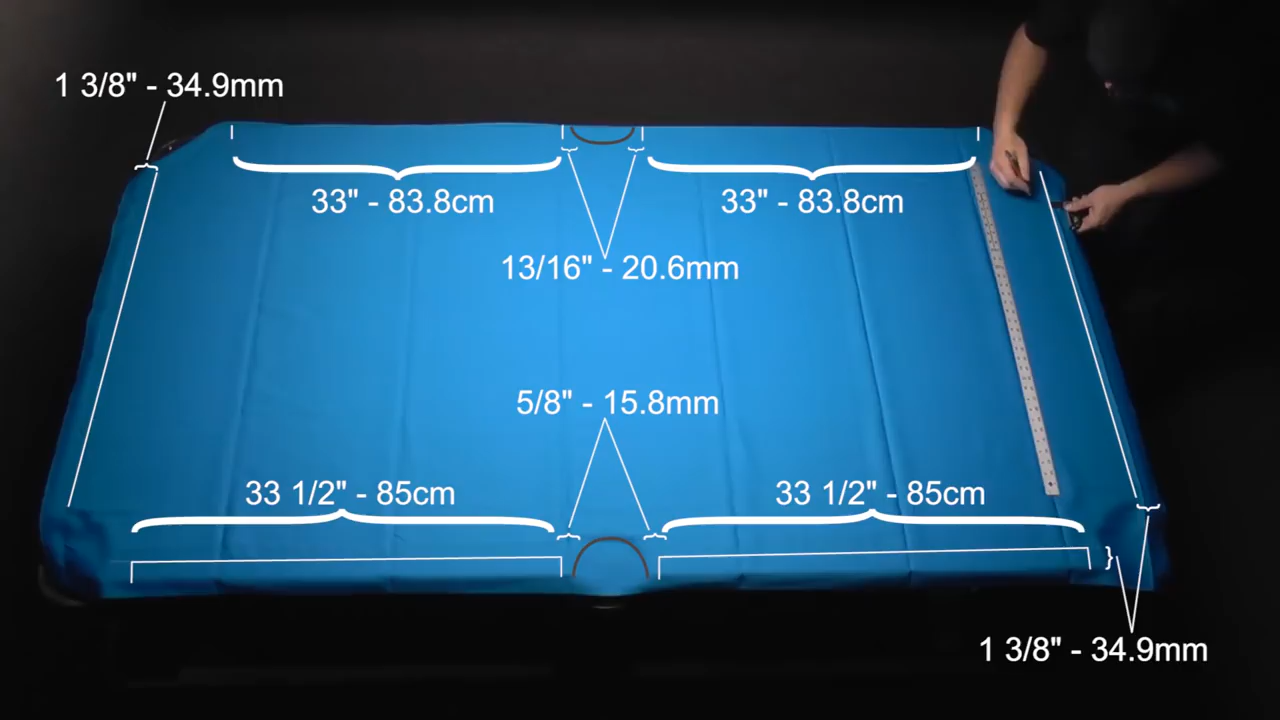 1 3/8" - 34.9mm
33" - 83.8cm
33" - 83.8cm
13/16" - 20.6mm
5/8" - 15.8mm
33 1/2" - 85cm
33 1/2" - 85cm
1 3/8" - 34.9mm